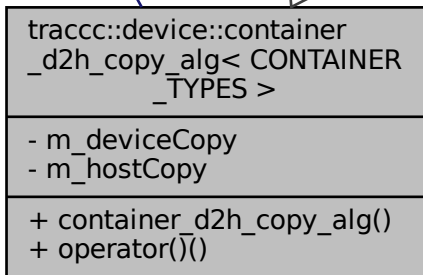 traccc::device::container
_d2h_copy_alg< CONTAINER
_TYPES >
- m_deviceCopy
- m_hostCopy
+ container_d2h_copy_alg()
+ operator()()